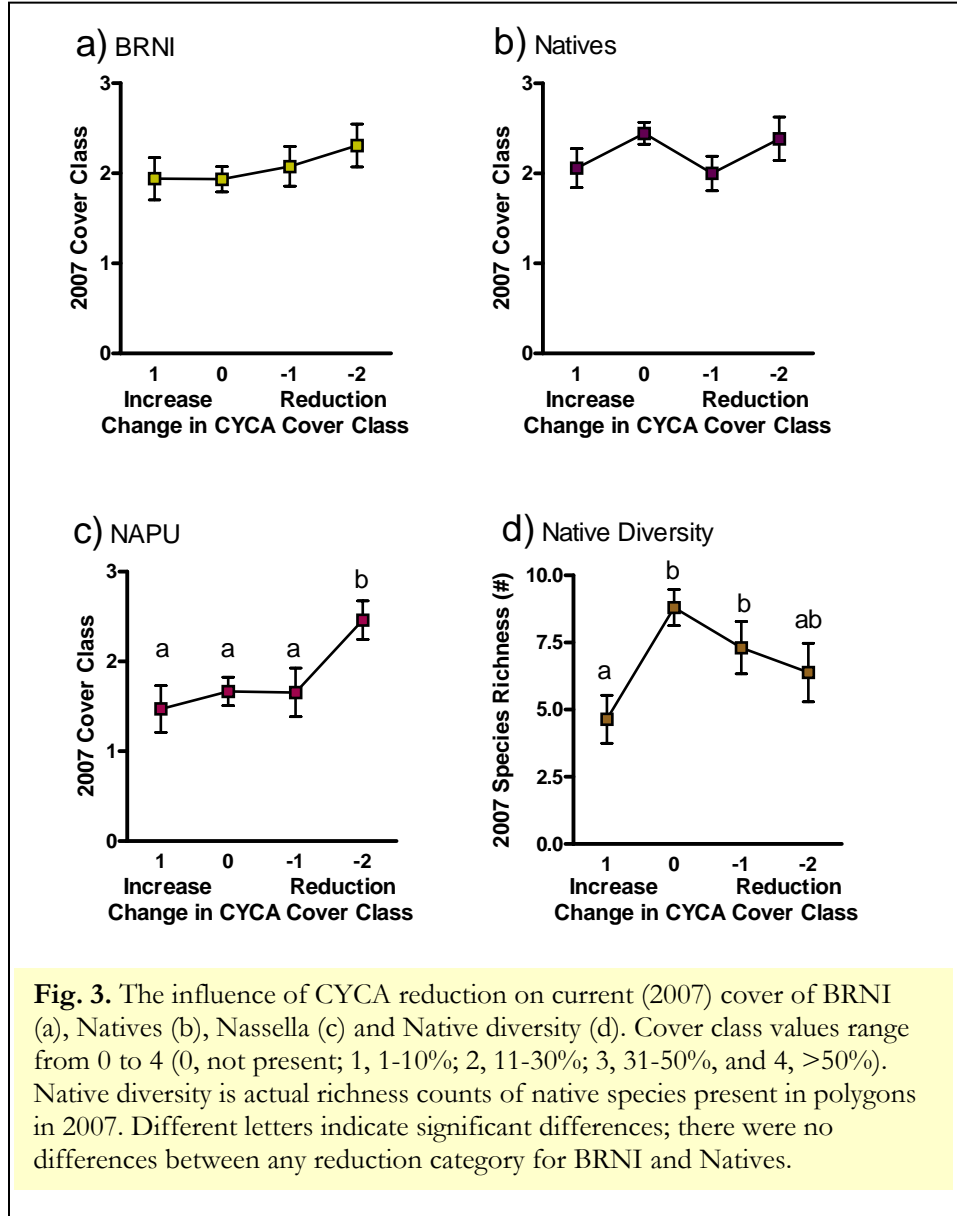 a) BRNI
3
2
1
0
2007 Cover Class
1 0 -1 -2
Increase Reduction
Change in CYCA Cover Class
b) Natives
3
2
1
0
2007 Cover Class
1 0 -1 -2
Increase Reduction
Change in CYCA Cover Class
c) NAPU
3
2
1
0
2007 Cover Class
a a a b
1 0 -1 -2
Increase Reduction
Change in CYCA Cover Class
d) Native Diversity
10.0
7.5
5.0
2.5
0.0
2007 Species Richness (#)
a b b ab
1 0 -1 -2
Increase Reduction
Change in CYCA Cover Class
Fig. 3. The influence of CYCA reduction on current (2007) cover of BRNI
(a), Natives (b), Nassella (c) and Native diversity (d). Cover class values range
from 0 to 4 (0, not present; 1, 1-10%; 2, 11-30%; 3, 31-50%, and 4, >50%).
Native diversity is actual richness counts of native species present in polygons
in 2007. Different letters indicate significant differences; there were no
differences between any reduction category for BRNI and Natives.